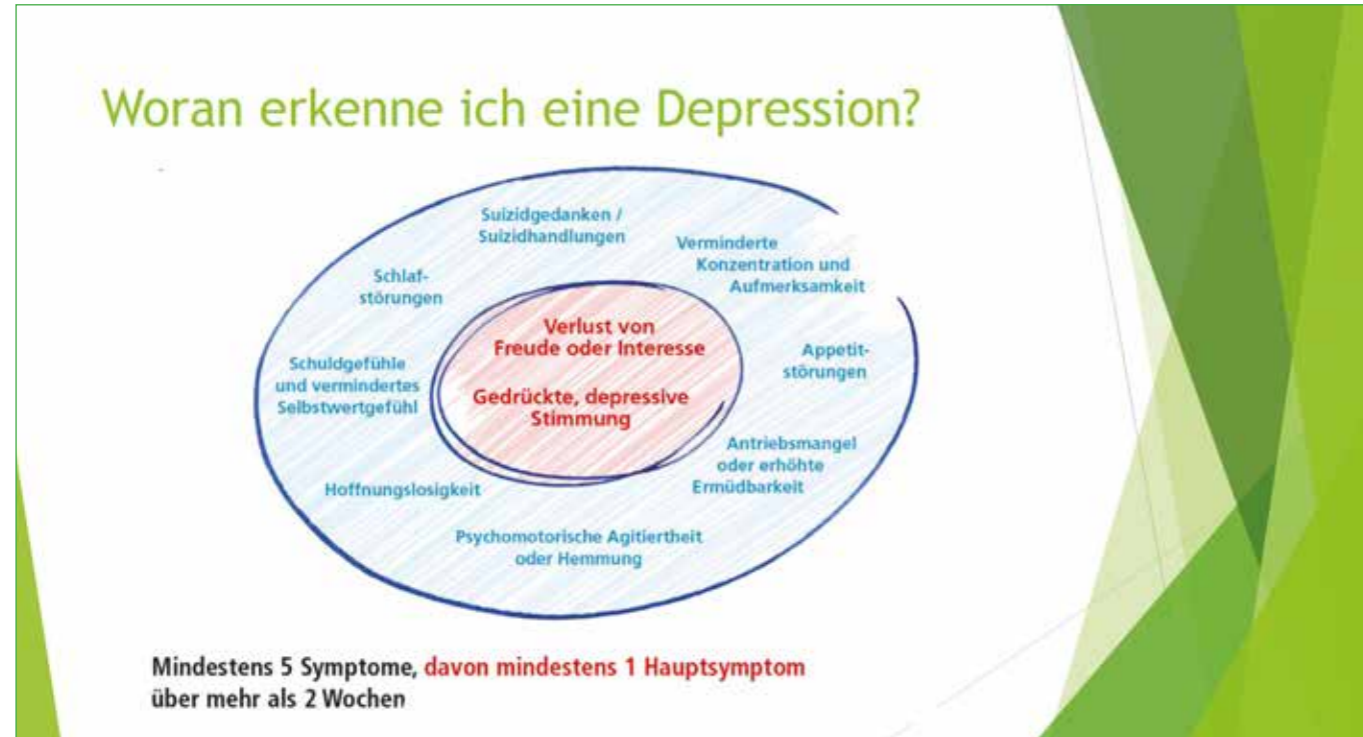 Woran erkenne ich eine Depression?
Suizidgedanken /
Suizidhandlungen
Verminderte
Konzentration und
Aufmerksamkeit
Schlaf-
störungen
Verlust von
Freude oder Interesse
Appetit-
störungen
Schuldgefühle
und vermindertes
Selbstwertgefühl
Gedrückte, depressive
Stimmung
Antriebsmangel
oder erhöhte
Ermüdbarkeit
Hoffnungslosigkeit
Psychomotorische Agitiertheit
oder Hemmung
Mindestens 5 Symptome, davon mindestens 1 Hauptsymptom
über mehr als 2 Wochen